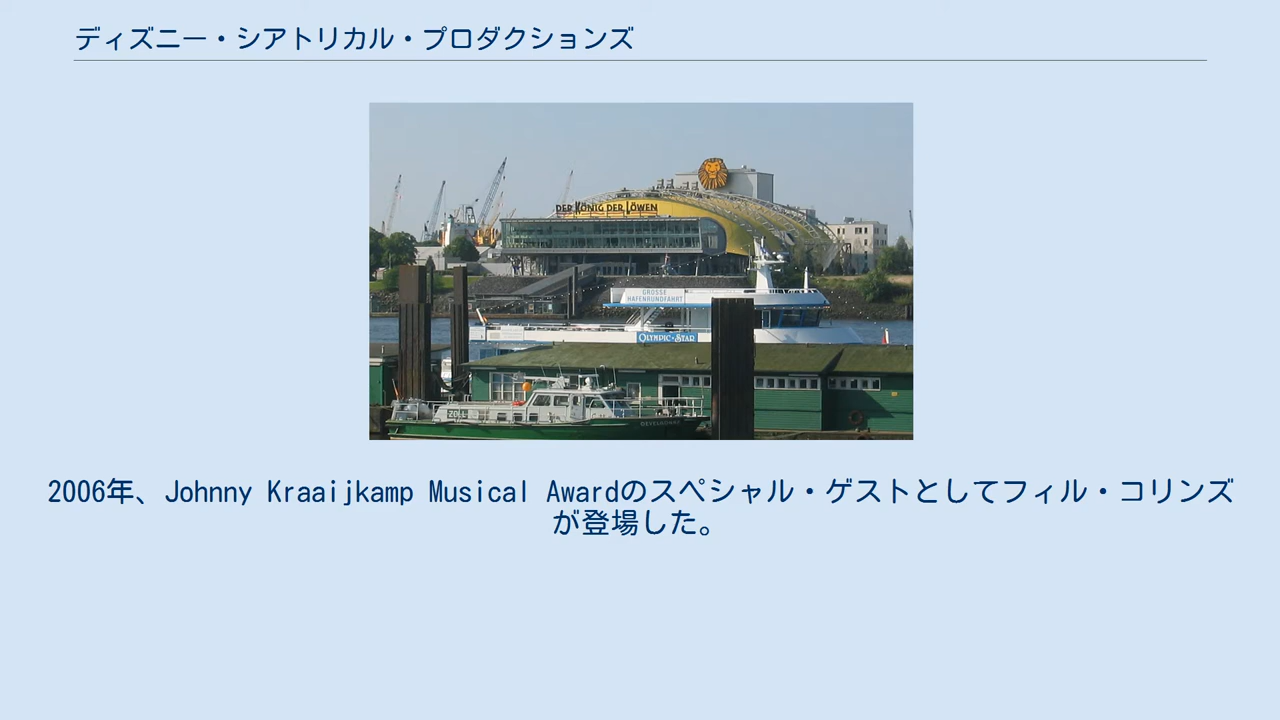 ディズニー・シアトリカル・プロダクションズ
DER KÖNIG DER LÖWEN
GROSSE
HAFENRUNDFAHRT
OLYMPIC STAR
ZOLL
2006年、Johnny Kraaijkamp Musical Awardのスペシャル・ゲストとしてフィル・コリンズ
が登場した。